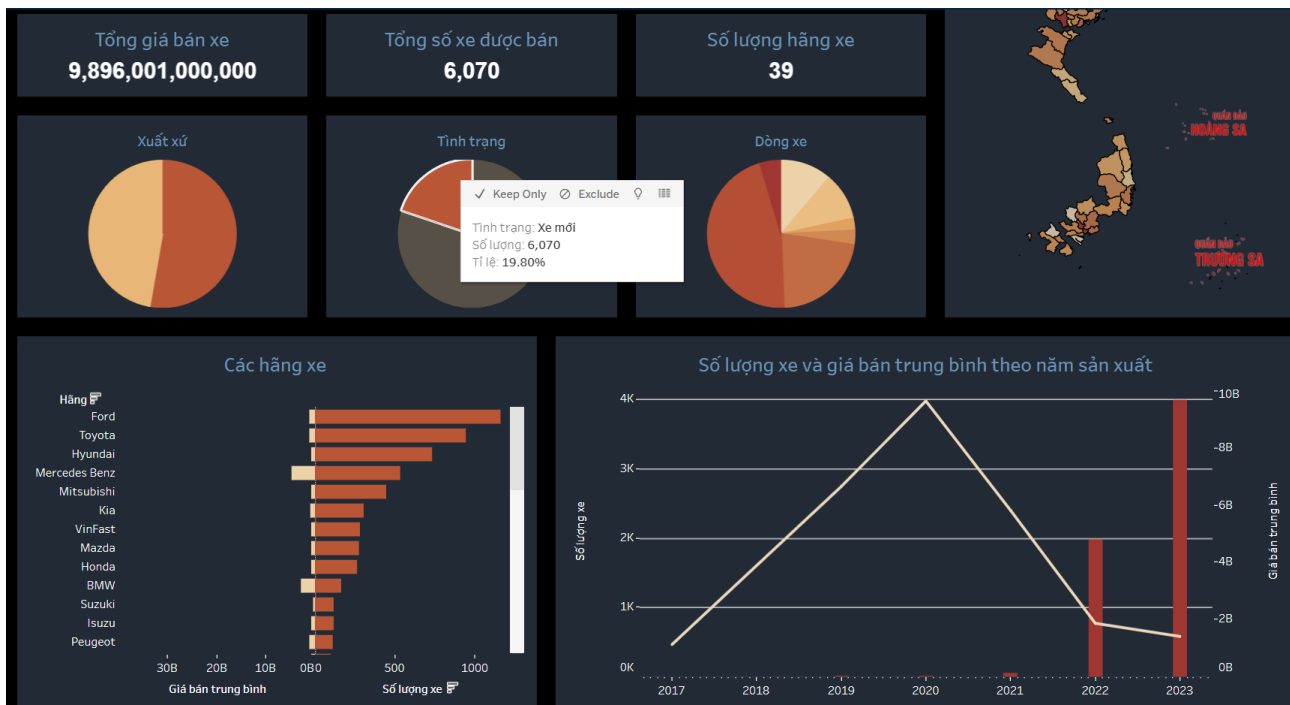 Tổng giá bán xe
9,896,001,000,000
Tổng số xe được bán
6,070
Số lượng hãng xe
39
QUẦN ĐẢO
HOÀNG SA
QUẦN ĐẢO
TRƯỜNG SA
Xuất xứ
Tình trạng
Keep Only
Exclude
Tình trạng: Xe mới
Số lượng: 6,070
Tỉ lệ: 19.80%
Dòng xe
Các hãng xe
Hãng
Ford
Toyota
Hyundai
Mercedes Benz
Mitsubishi
Kia
VinFast
Mazda
Honda
BMW
Suzuki
Isuzu
Peugeot
30B 20B 10B 0B0 500 1000
Giá bán trung bình Số lượng xe
Số lượng xe và giá bán trung bình theo năm sản xuất
4K
3K
2K
1K
0K
Số lượng xe
10B
8B
6B
4B
2B
0B
Giá bán trung bình
2017 2018 2019 2020 2021 2022 2023